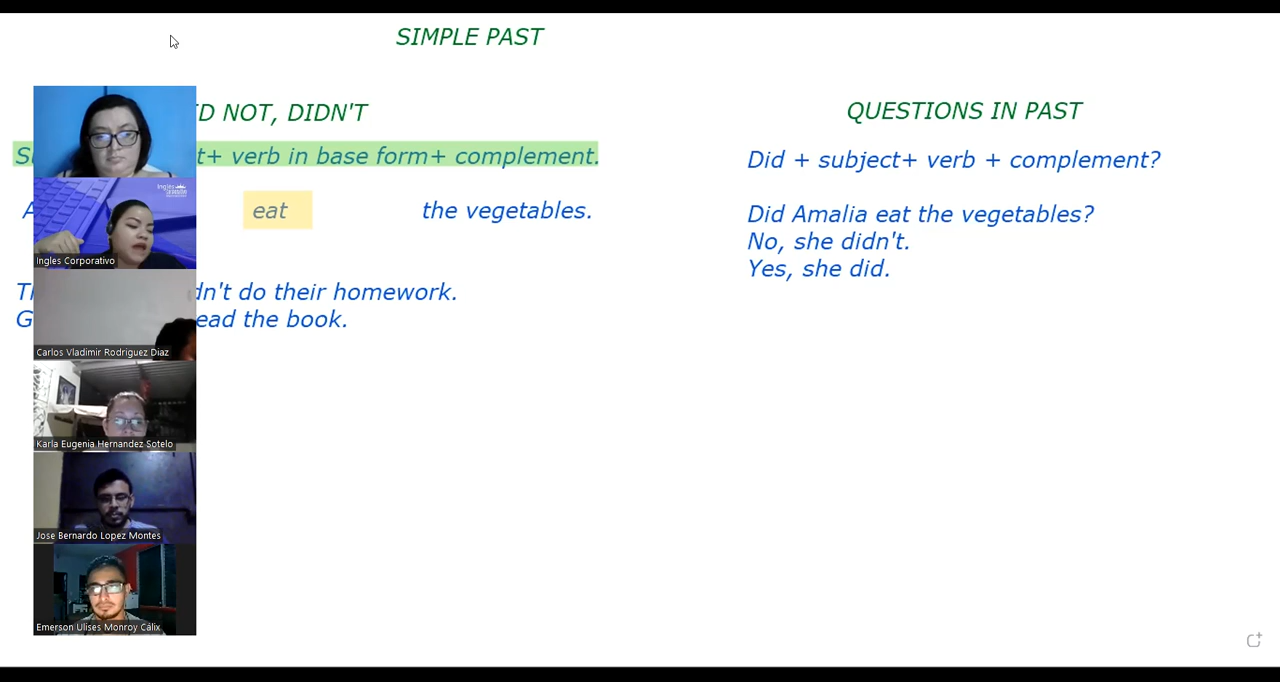 SIMPLE PAST
D NOT, DIDN'T
t+ verb in base form+ complement.
eat the vegetables.
dn't do their homework.
ead the book.
QUESTIONS IN PAST
Did + subject+ verb + complement?
Did Amalia eat the vegetables?
No, she didn't.
Yes, she did.
Ingles Corporativo
Carlos Vladimir Rodriguez Diaz
Karla Eugenia Hernandez Sotelo
Jose Bernardo Lopez Montes
Emerson Ulises Monroy Cálix